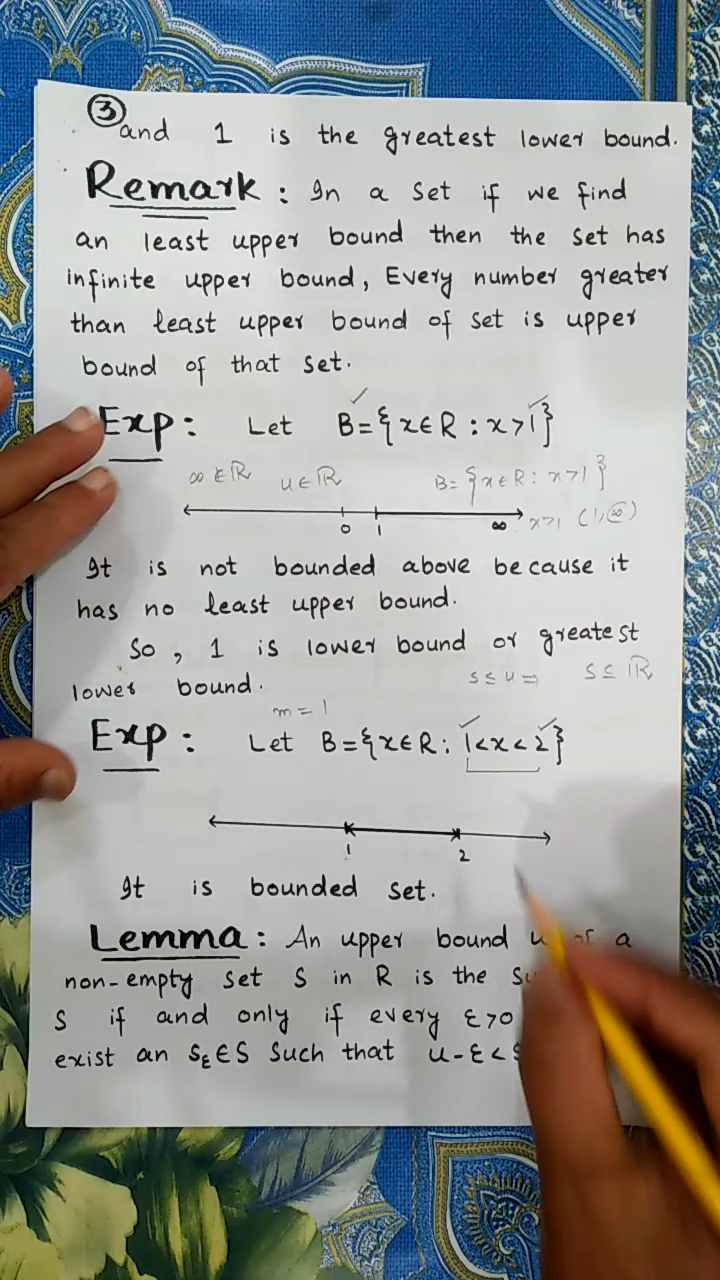 ③
and 1 is the greatest lower bound.
Remark : In a set if we find
an least upper bound then the set has
infinite upper bound, Every number greater
than least upper bound of set is upper
bound of that set.
Exp : Let B={x∈R : x>1}
∞∉ℝ u∈ℝ B={x∈R : x>1}
0 1 ∞ x>1 (1,∞)
It is not bounded above because it
has no least upper bound.
So , 1 is lower bound or greatest
lower bound.
s≤u⇒ S⊆ℝ
m=1
Exp : Let B={x∈R : 1<x<2}
1 2
It is bounded set.
Lemma : An upper bound u of a
non-empty set S in R is the
S if and only if every ε>0
exist an Sε∈S Such that u-ε<